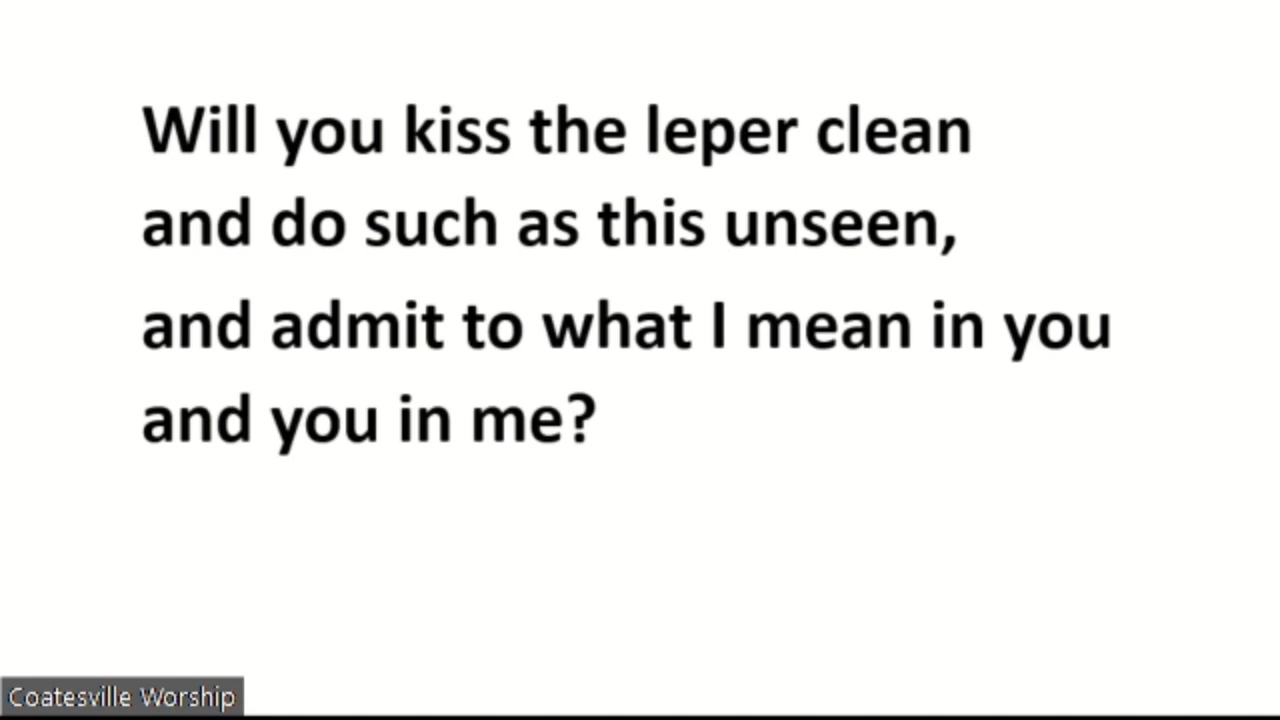 Will you kiss the leper clean
and do such as this unseen,
and admit to what I mean in you
and you in me?
Coatesville Worship